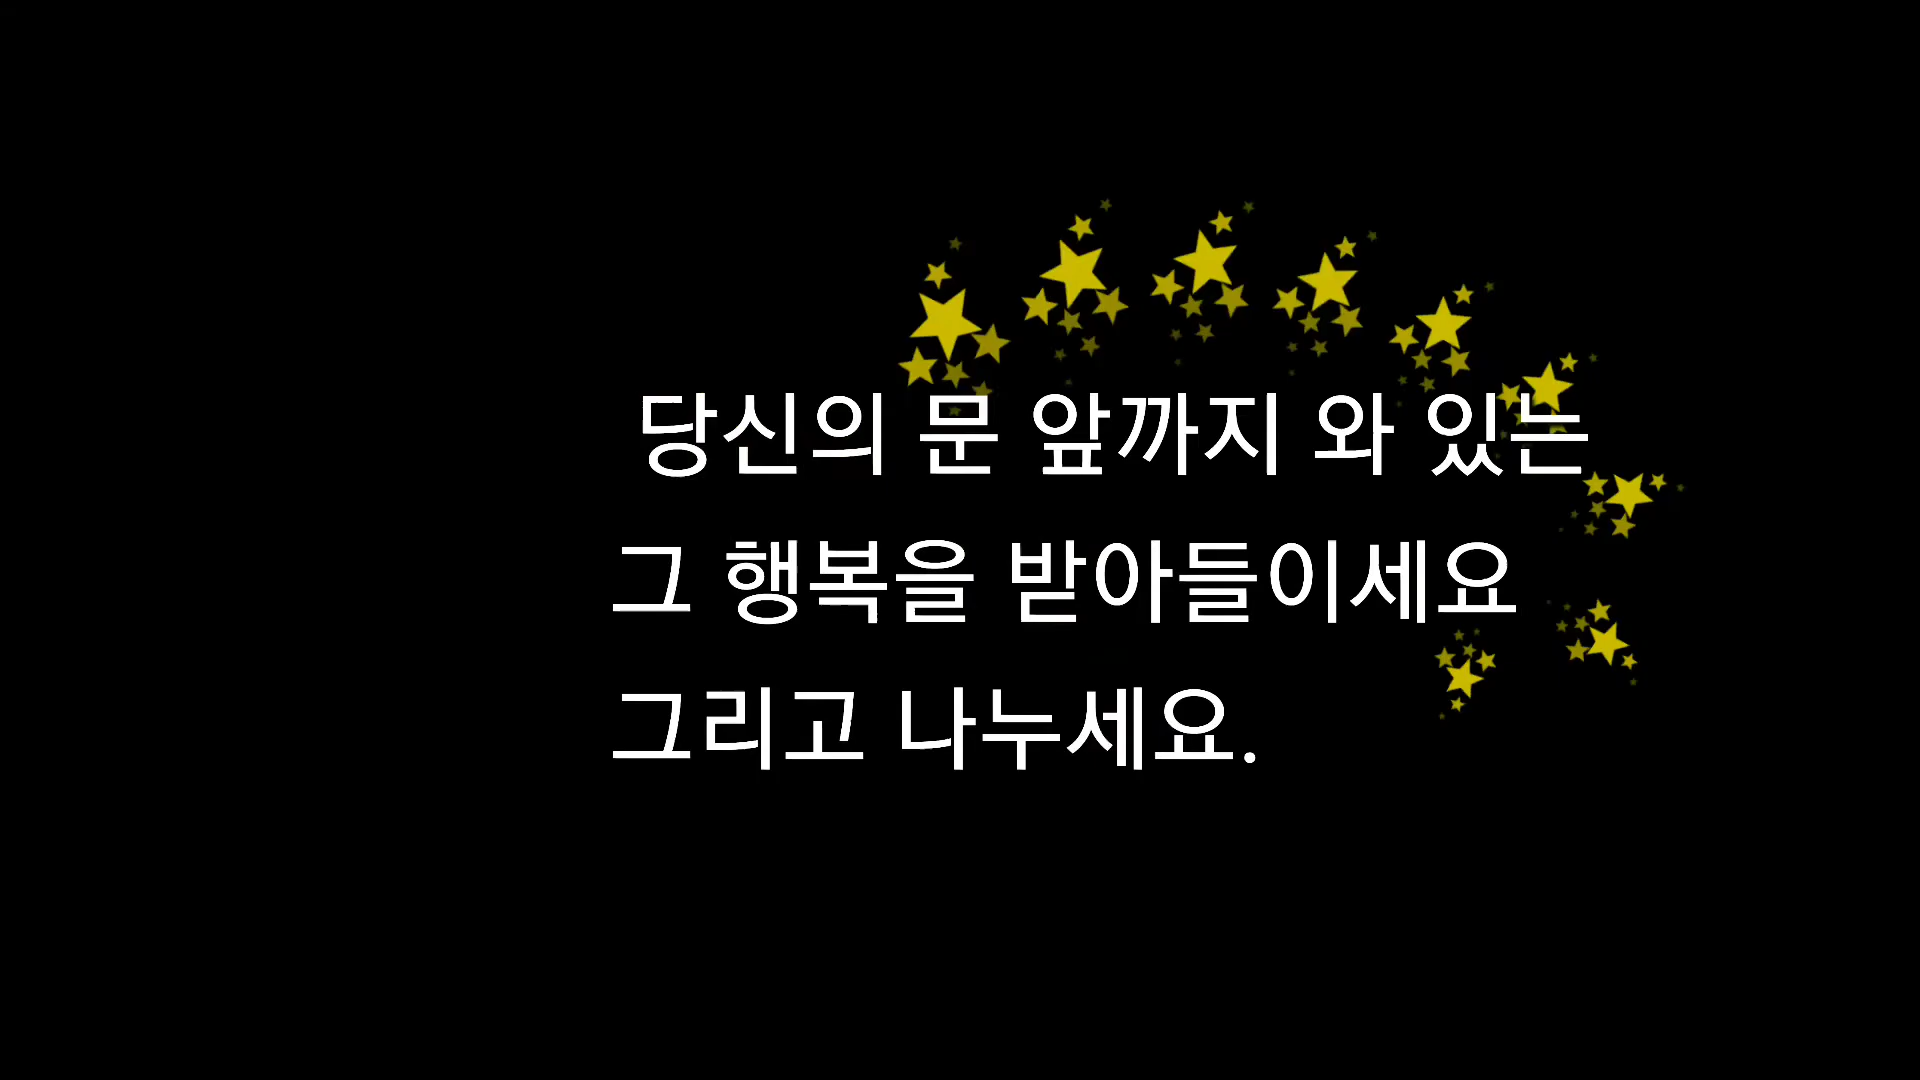 당신의 문 앞까지 와 있는
그 행복을 받아들이세요
그리고 나누세요.